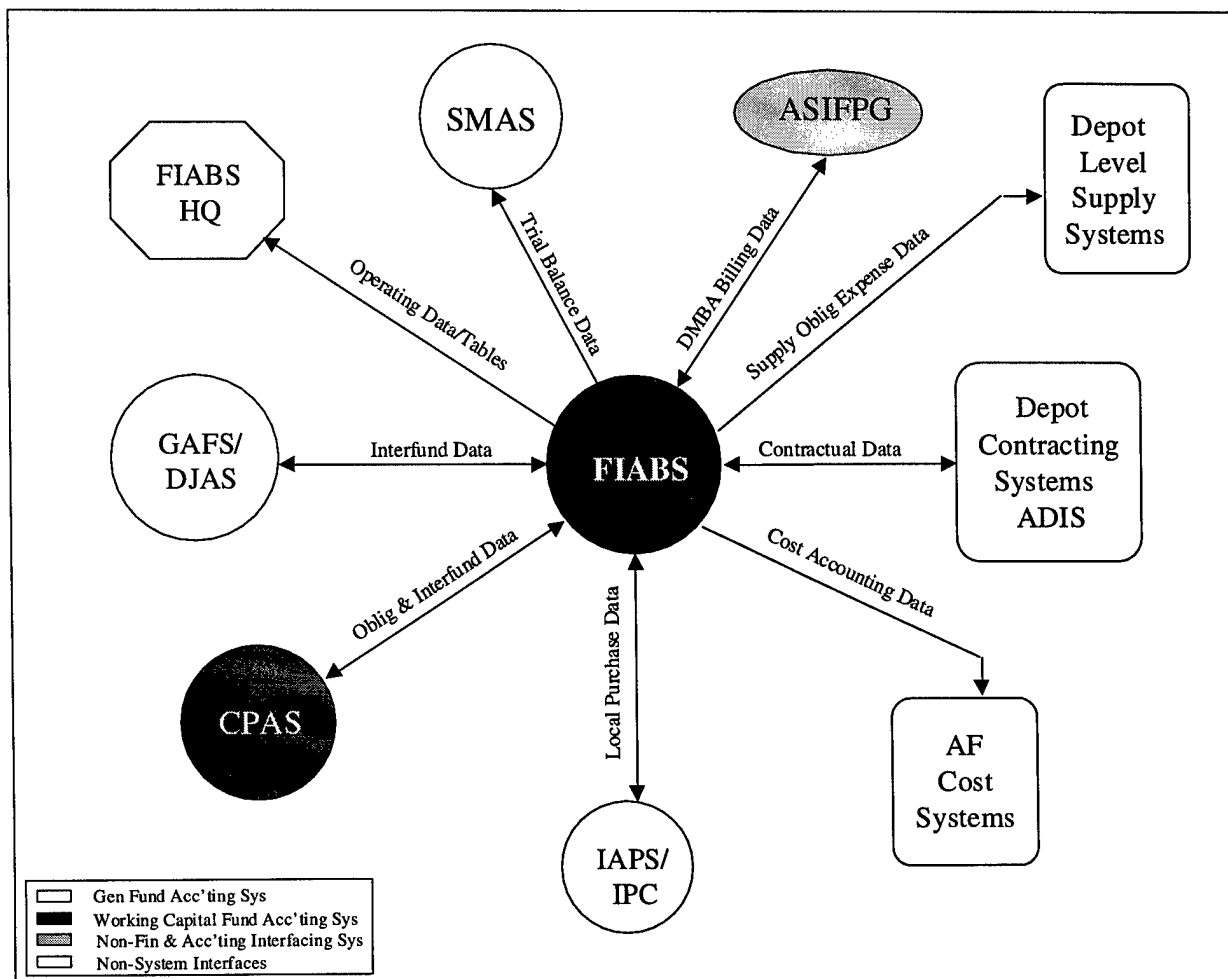 SMAS
ASIFPG
Depot
Level
Supply
Systems
FIABS
HQ
Trial Balance Data
DMBA Billing Data
Supply Oblig Expense Data
Operating Data/Tables
GAFS/
DJAS
Interfund Data
FIABS
Contractual Data
Depot
Contracting
Systems
ADIS
Oblig & Interfund Data
Local Purchase Data
Cost Accounting Data
CPAS
IAPS/
IPC
AF
Cost
Systems
Gen Fund Acc'ting Sys
Working Capital Fund Acc'ting Sys
Non-Fin & Acc'ting Interfacing Sys
Non-System Interfaces